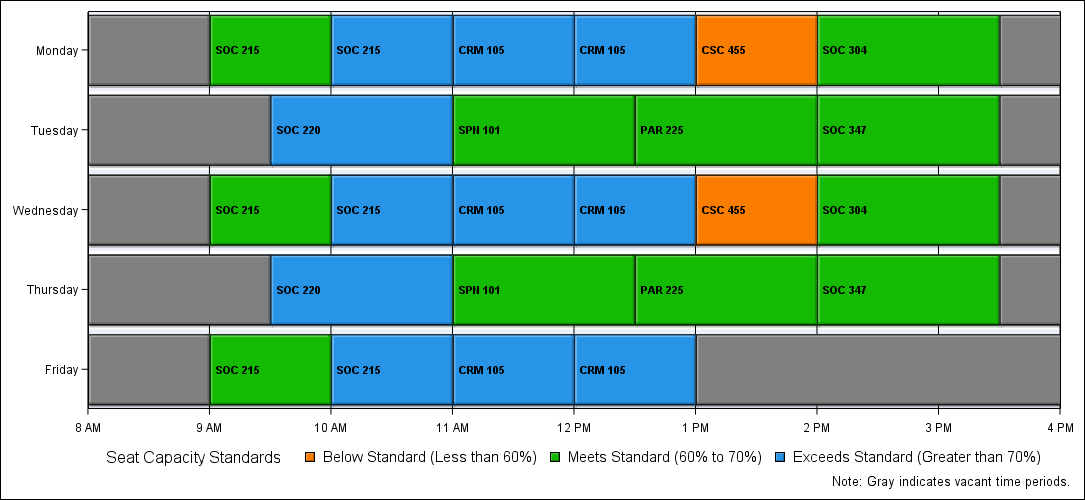 Monday SOC 215 SOC 215 CRM 105 CRM 105 CSC 455 SOC 304
Tuesday SOC 220 SPN 101 PAR 225 SOC 347
Wednesday SOC 215 SOC 215 CRM 105 CRM 105 CSC 455 SOC 304
Thursday SOC 220 SPN 101 PAR 225 SOC 347
Friday SOC 215 SOC 215 CRM 105 CRM 105
8 AM 9 AM 10 AM 11 AM 12 PM 1 PM 2 PM 3 PM 4 PM
Seat Capacity Standards Below Standard (Less than 60%) Meets Standard (60% to 70%) Exceeds Standard (Greater than 70%)
Note: Gray indicates vacant time periods.